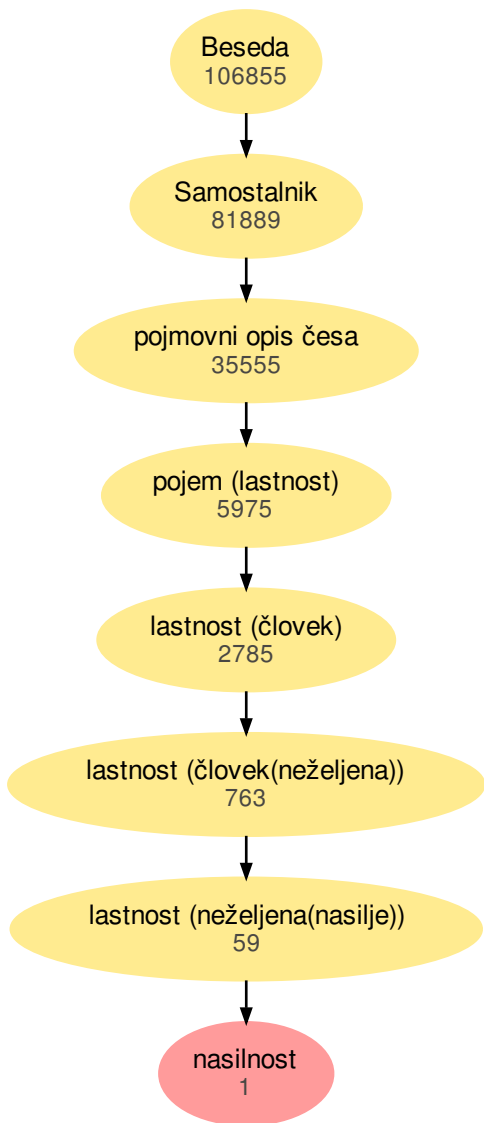 Beseda
106855
Samostalnik
81889
pojmovni opis česa
35555
pojem (lastnost)
5975
lastnost (človek)
2785
lastnost (človek(neželjena))
763
lastnost (neželjena(nasilje))
59
nasilnost
1